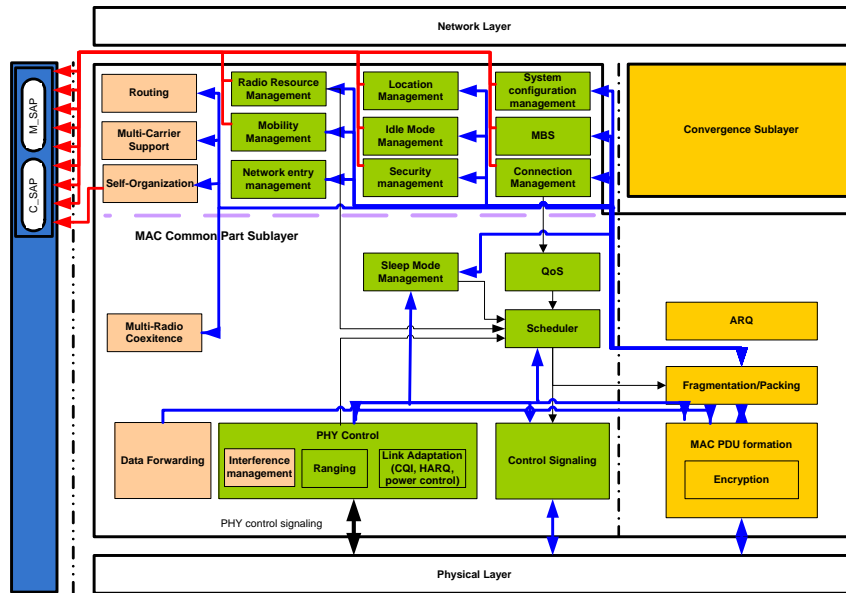 Network Layer
M_SAP
C_SAP
Routing
Radio Resource
Management
Location
Management
System
configuration
management
Convergence Sublayer
Multi-Carrier
Support
Mobility
Management
Idle Mode
Management
MBS
Self-Organization
Network entry
management
Security
management
Connection
Management
MAC Common Part Sublayer
Sleep Mode
Management
QoS
Multi-Radio
Coexitence
Scheduler
ARQ
Fragmentation/Packing
Data Forwarding
PHY Control
Interference
management
Ranging
Link Adaptation
(CQI, HARQ,
power control)
Control Signaling
MAC PDU formation
Encryption
PHY control signaling
Physical Layer